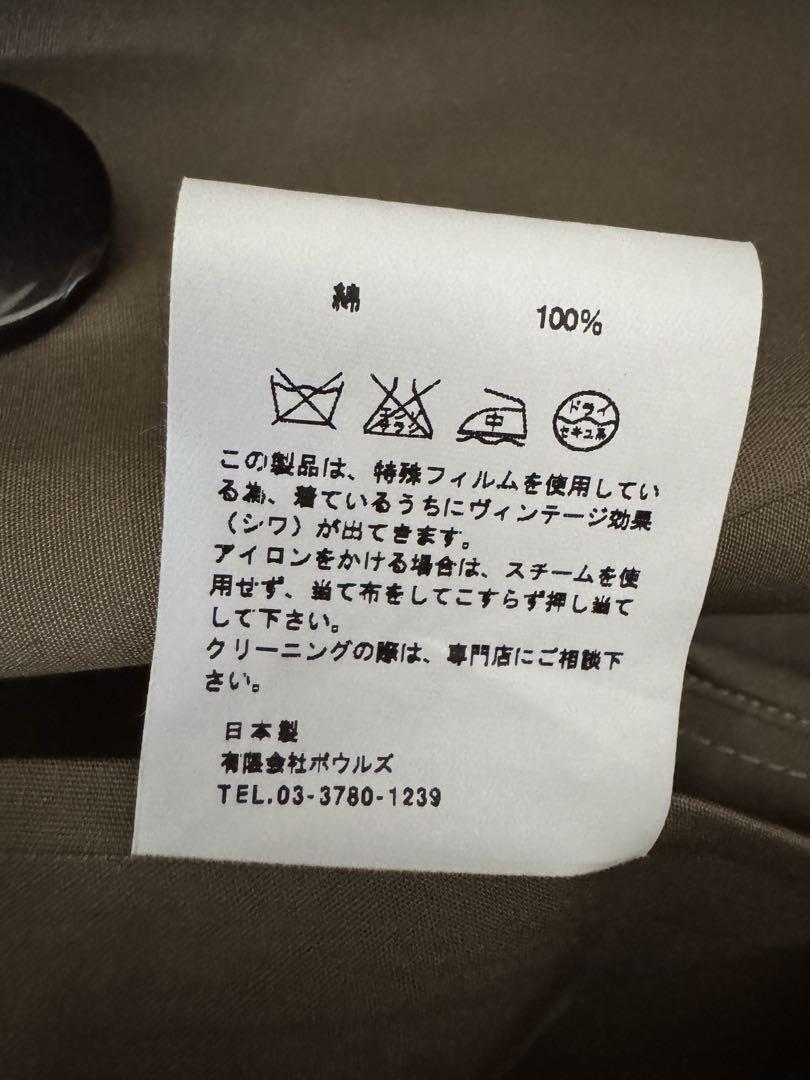 綿 100%
エンソ
サラシ 中 ドライ
セキユ系
この製品は、特殊フィルムを使用してい
る為、着ているうちにヴィンテージ効果
（シワ）が出てきます。
アイロンをかける場合は、スチームを使
用せず、当て布をしてこすらず押し当て
して下さい。
クリーニングの際は、専門店にご相談下
さい。
日本製
有限会社ボウルズ
TEL.03-3780-1239